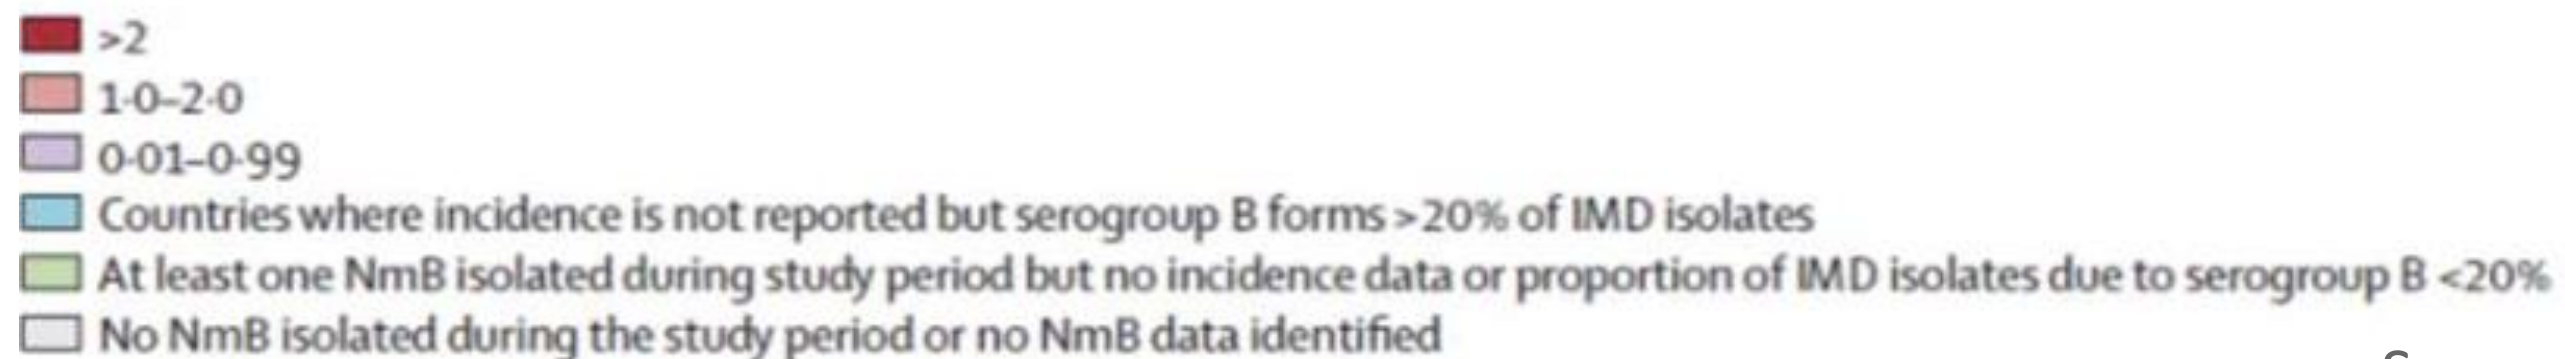 >2
1·0–2·0
0·01–0·99
Countries where incidence is not reported but serogroup B forms >20% of IMD isolates
At least one NmB isolated during study period but no incidence data or proportion of IMD isolates due to serogroup B <20%
No NmB isolated during the study period or no NmB data identified